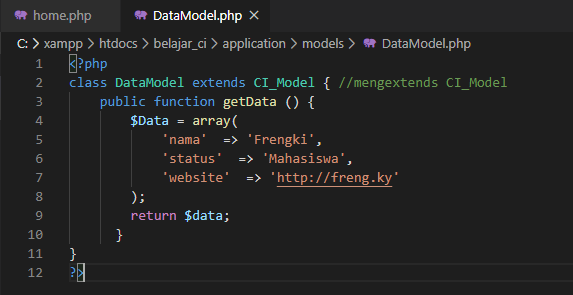 home.php DataModel.php ×
C: > xampp > htdocs > belajar_ci > application > models > DataModel.php
1 <?php
2 class DataModel extends CI_Model { //mengextends CI_Model
3 public function getData () {
4 $Data = array(
5 'nama' => 'Frengki',
6 'status' => 'Mahasiswa',
7 'website' => 'http://freng.ky'
8 );
9 return $data;
10 }
11 }
12 ?>